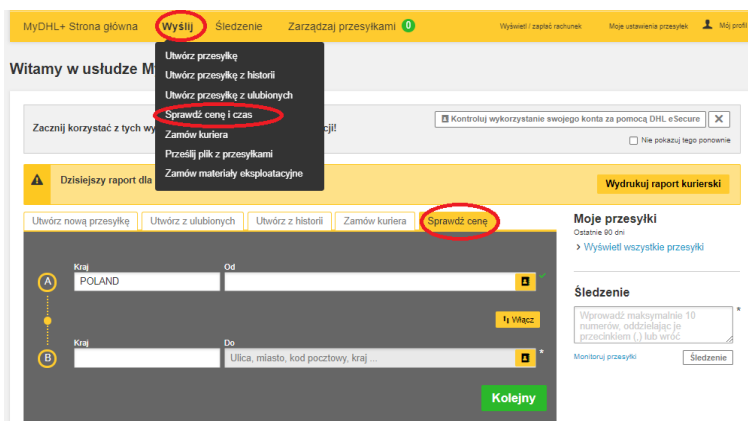 MyDHL+ Strona główna Wyślij Śledzenie Zarządzaj przesyłkami 0 Wyświetl / zapłać rachunek Moje ustawienia przesyłek Mój profil
Utwórz przesyłkę
Utwórz przesyłkę z historii
Utwórz przesyłkę z ulubionych
Sprawdź cenę i czas
Zamów kuriera
Prześlij plik z przesyłkami
Zamów materiały eksploatacyjne
Witamy w usłudze M
Zacznij korzystać z tych wy cji!
Kontroluj wykorzystanie swojego konta za pomocą DHL eSecure X
Nie pokazuj tego ponownie
Dzisiejszy raport dla
Wydrukuj raport kurierski
Utwórz nową przesyłkę Utwórz z ulubionych Utwórz z historii Zamów kuriera Sprawdź cenę
Kraj Od
A POLAND
Włącz
Kraj Do
B Ulica, miasto, kod pocztowy, kraj ... *
Kolejny
Moje przesyłki
Ostatnie 90 dni
> Wyświetl wszystkie przesyłki
Śledzenie
Wprowadź maksymalnie 10 *
numerów, oddzielając je
przecinkiem (,) lub wróć
Monitoruj przesyłki Śledzenie